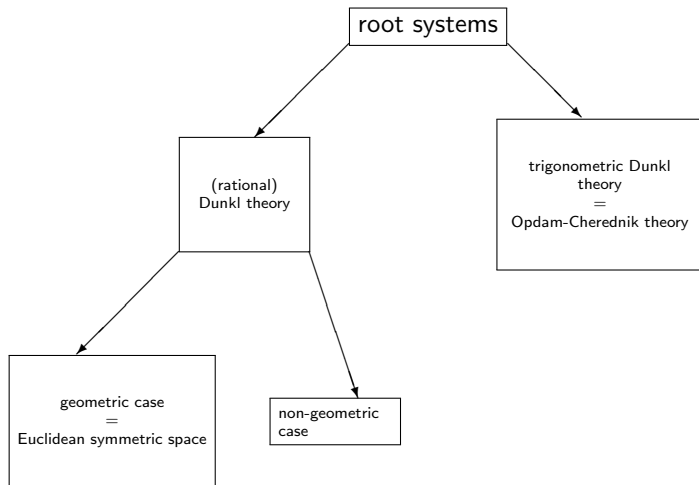 root systems
(rational)
Dunkl theory
trigonometric Dunkl
theory
=
Opdam-Cherednik theory
geometric case
=
Euclidean symmetric space
non-geometric
case